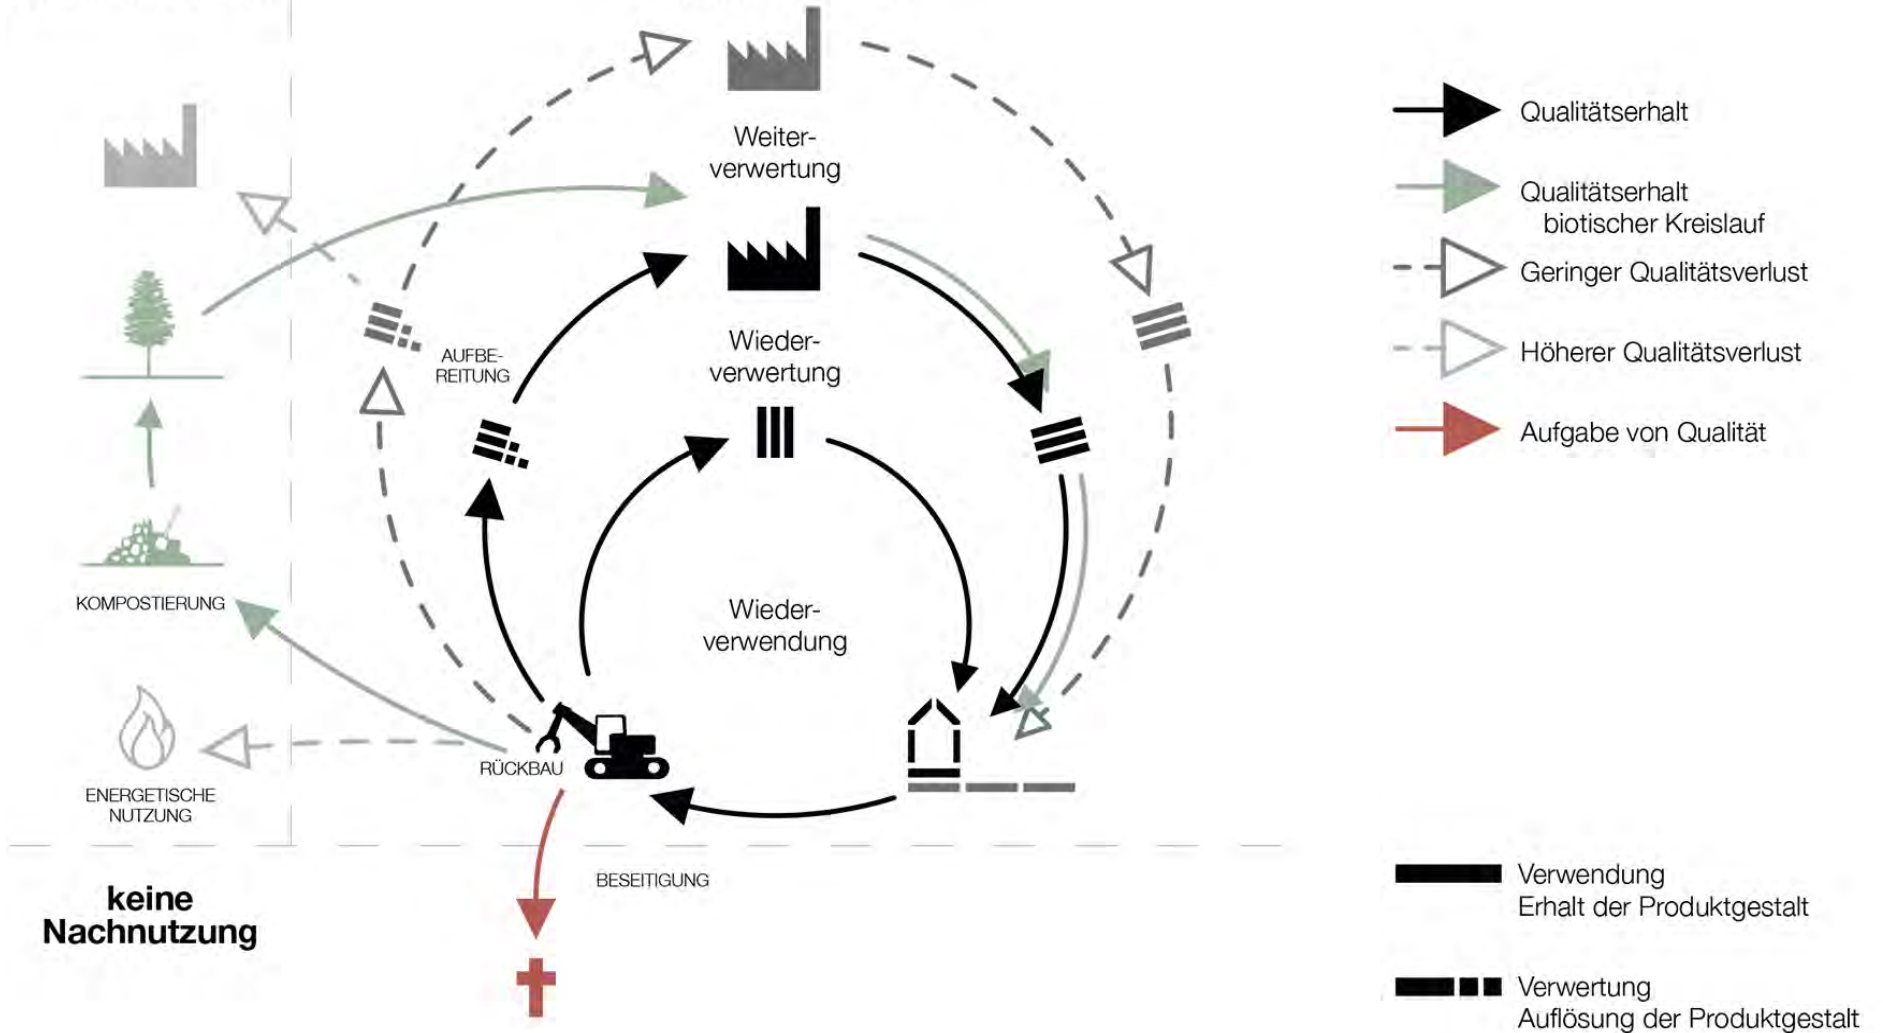 Weiter-
verwertung
Wieder-
verwertung
AUFBE-
REITUNG
Wieder-
verwendung
KOMPOSTIERUNG
RÜCKBAU
ENERGETISCHE
NUTZUNG
BESEITIGUNG
keine
Nachnutzung
Qualitätserhalt
Qualitätserhalt
biotischer Kreislauf
Geringer Qualitätsverlust
Höherer Qualitätsverlust
Aufgabe von Qualität
Verwendung
Erhalt der Produktgestalt
Verwertung
Auflösung der Produktgestalt